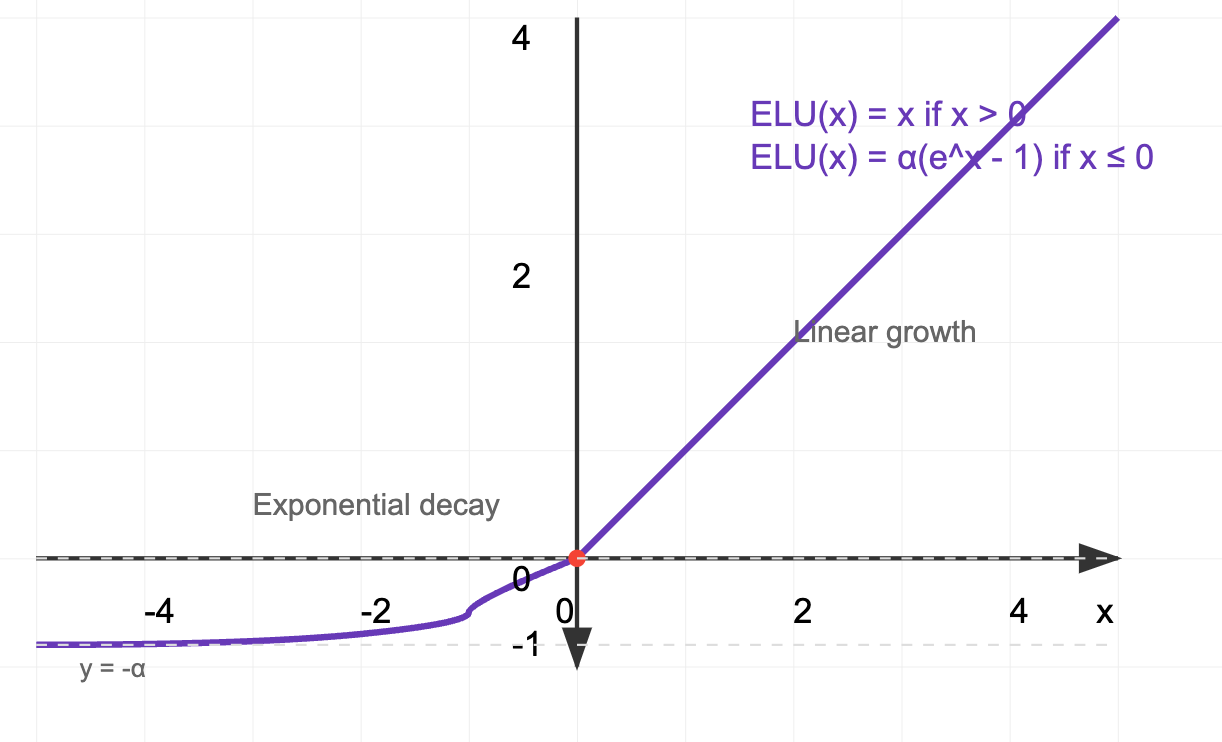 4
ELU(x) = x if x > 0
ELU(x) = α(e^x - 1) if x ≤ 0
2
Linear growth
Exponential decay
0
-4 -2 0 2 4 x
-1
y = -α